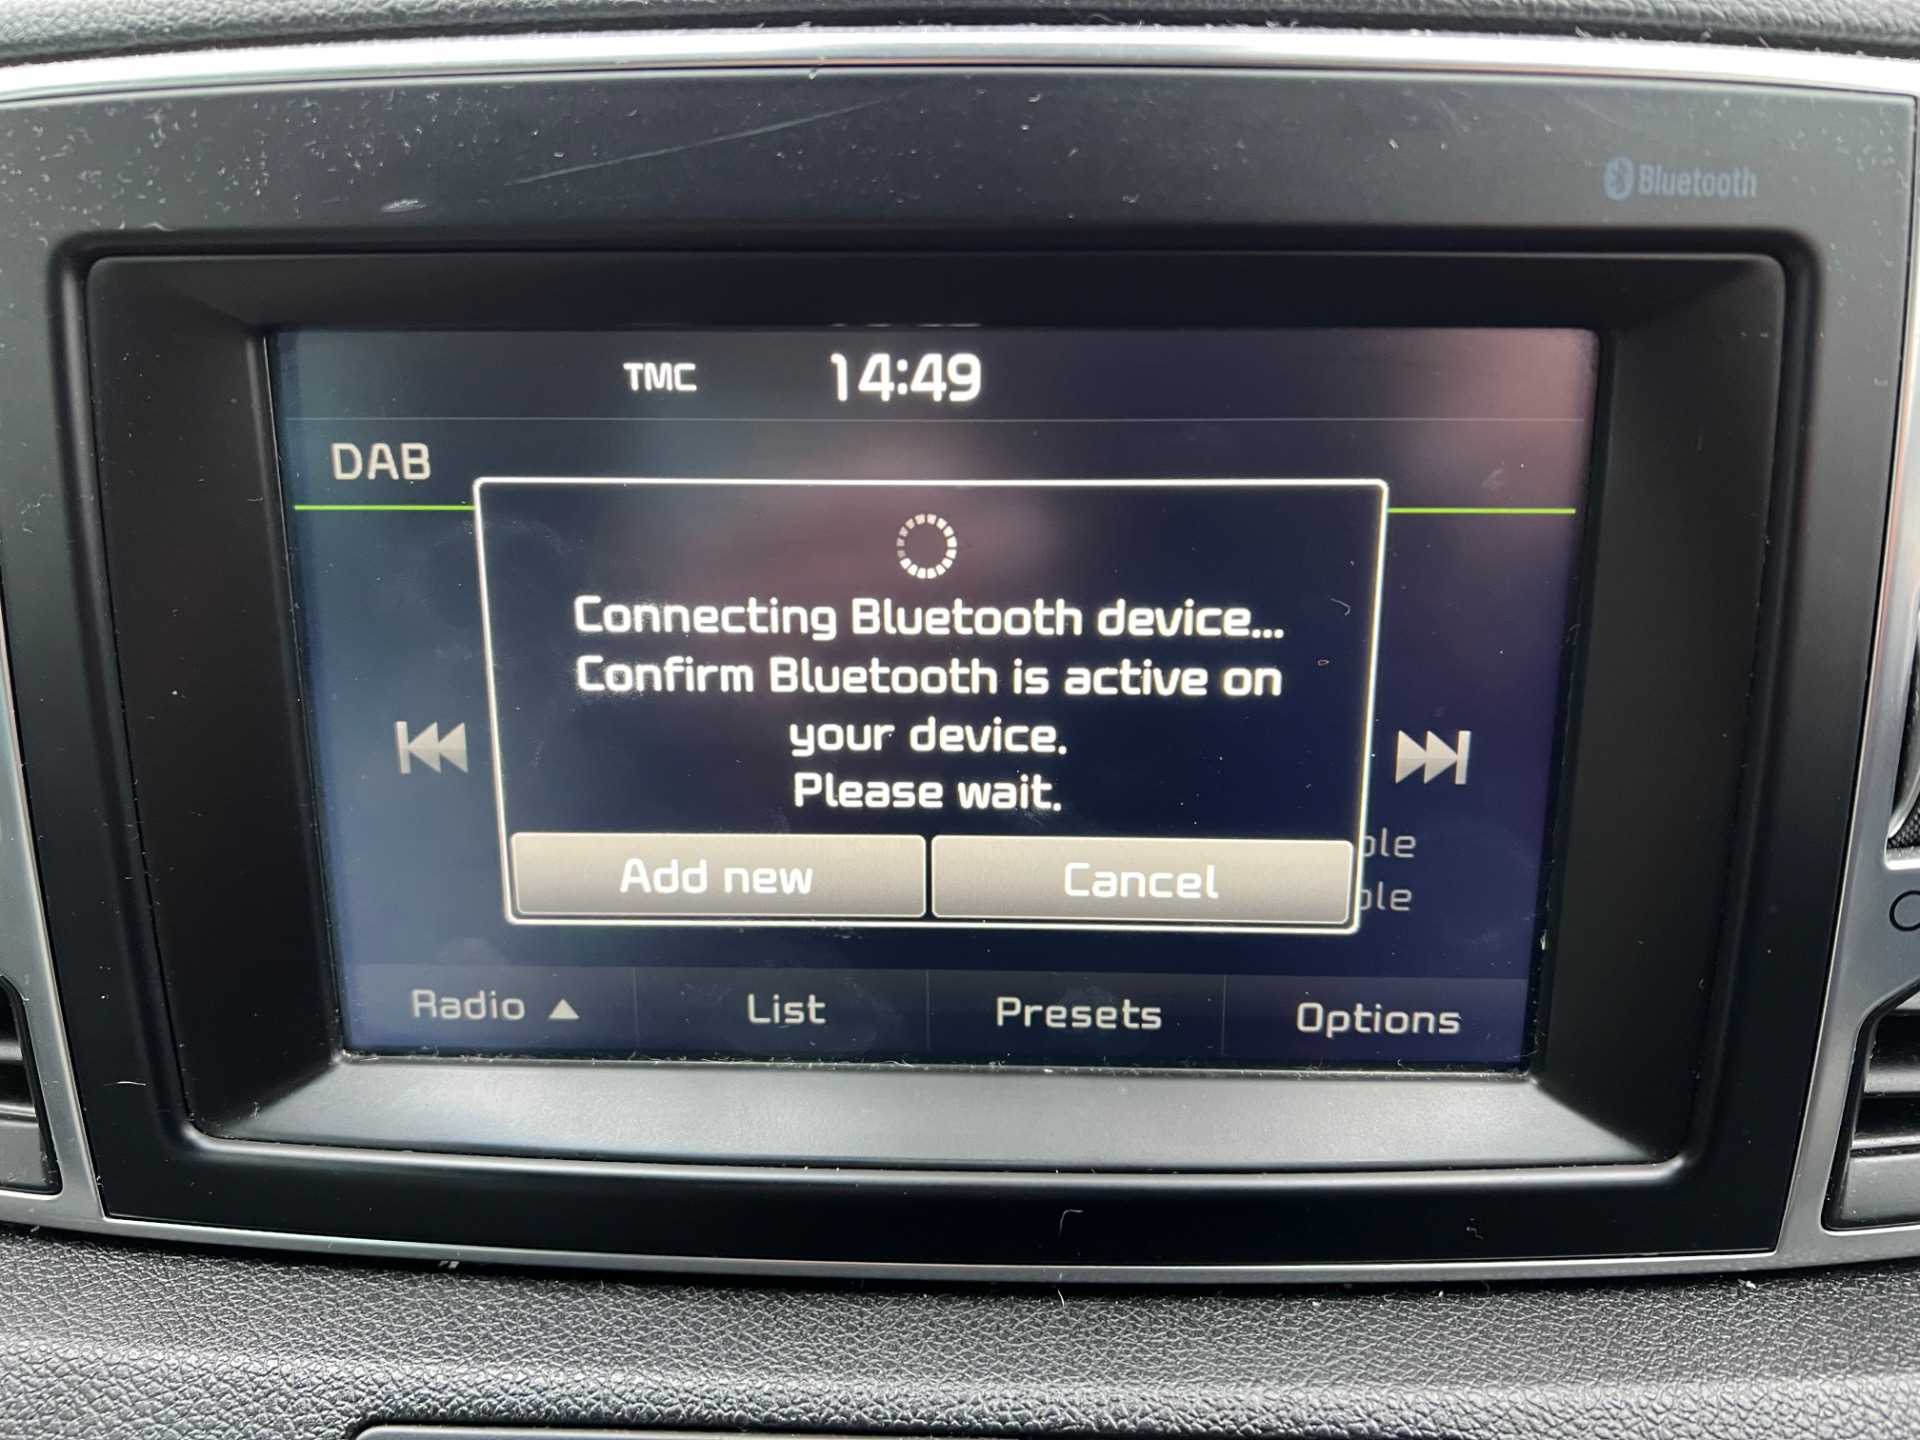 Bluetooth
TMC 14:49
DAB
Connecting Bluetooth device...
Confirm Bluetooth is active on
your device.
Please wait.
Add new Cancel
Radio ▲ List Presets Options